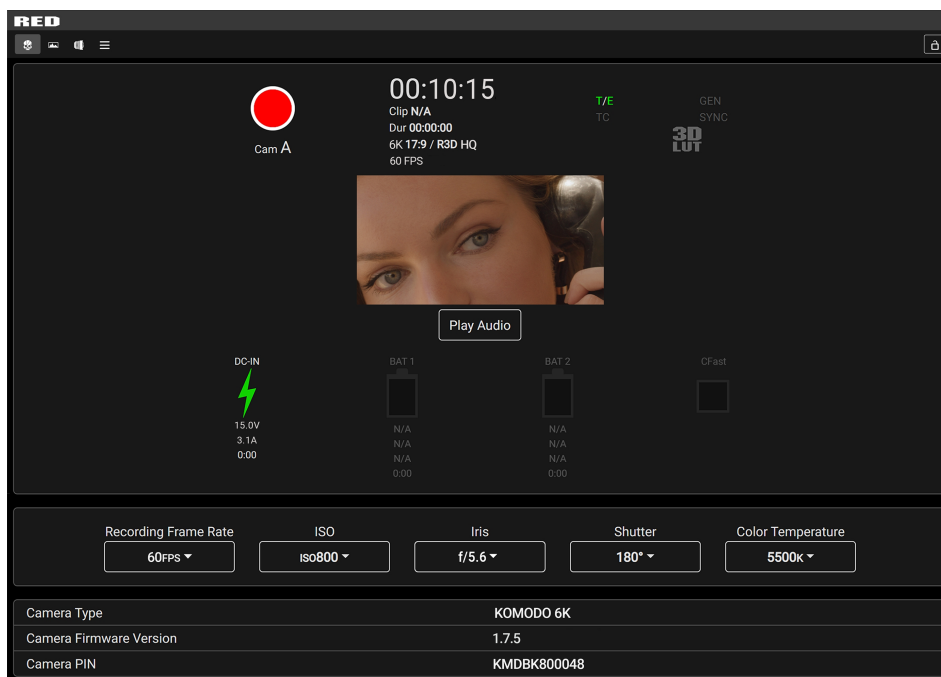 RED
00:10:15
Clip N/A
Dur 00:00:00
6K 17:9 / R3D HQ
60 FPS
Cam A
T/E
TC
GEN
SYNC
3D
LUT
Play Audio
DC-IN
15.0V
3.1A
0:00
BAT 1
N/A
N/A
N/A
0:00
BAT 2
N/A
N/A
N/A
0:00
CFast
Recording Frame Rate
60FPS
ISO
ISO800
Iris
f/5.6
Shutter
180°
Color Temperature
5500K
Camera Type KOMODO 6K
Camera Firmware Version 1.7.5
Camera PIN KMDBK800048